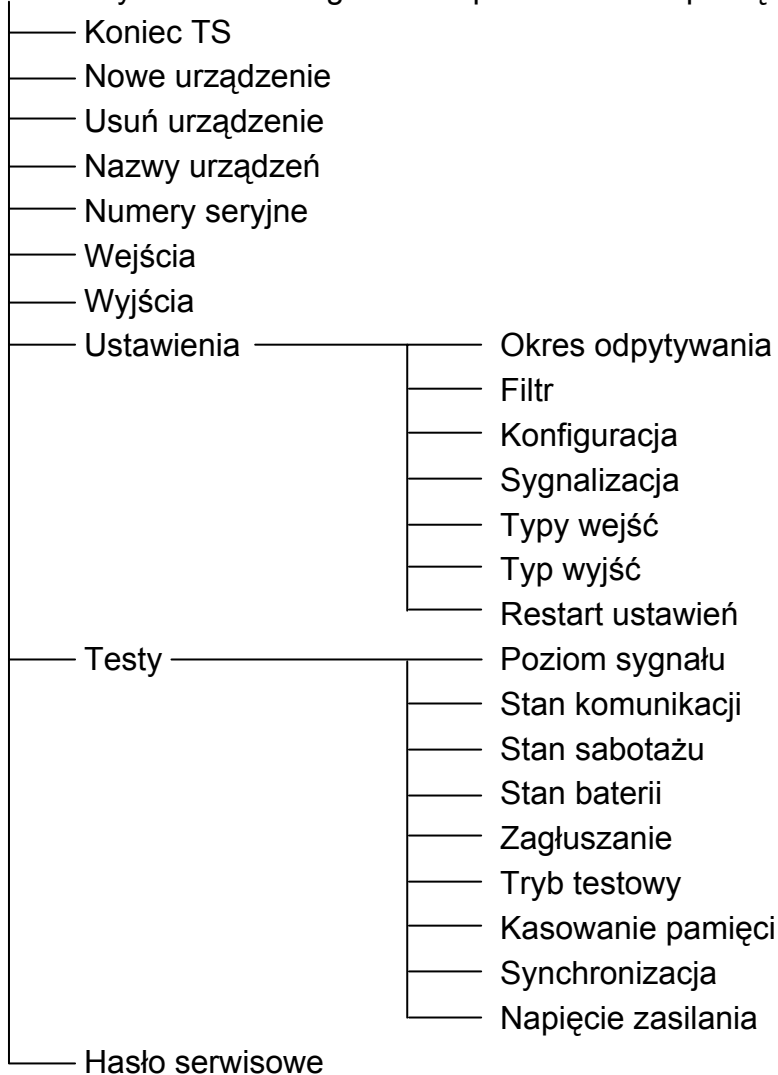 Koniec TS
Nowe urządzenie
Usuń urządzenie
Nazwy urządzeń
Numery seryjne
Wejścia
Wyjścia
Ustawienia
Okres odpytywania
Filtr
Konfiguracja
Sygnalizacja
Typy wejść
Typ wyjść
Restart ustawień
Testy
Poziom sygnału
Stan komunikacji
Stan sabotażu
Stan baterii
Zagłuszanie
Tryb testowy
Kasowanie pamięci
Synchronizacja
Napięcie zasilania
Hasło serwisowe